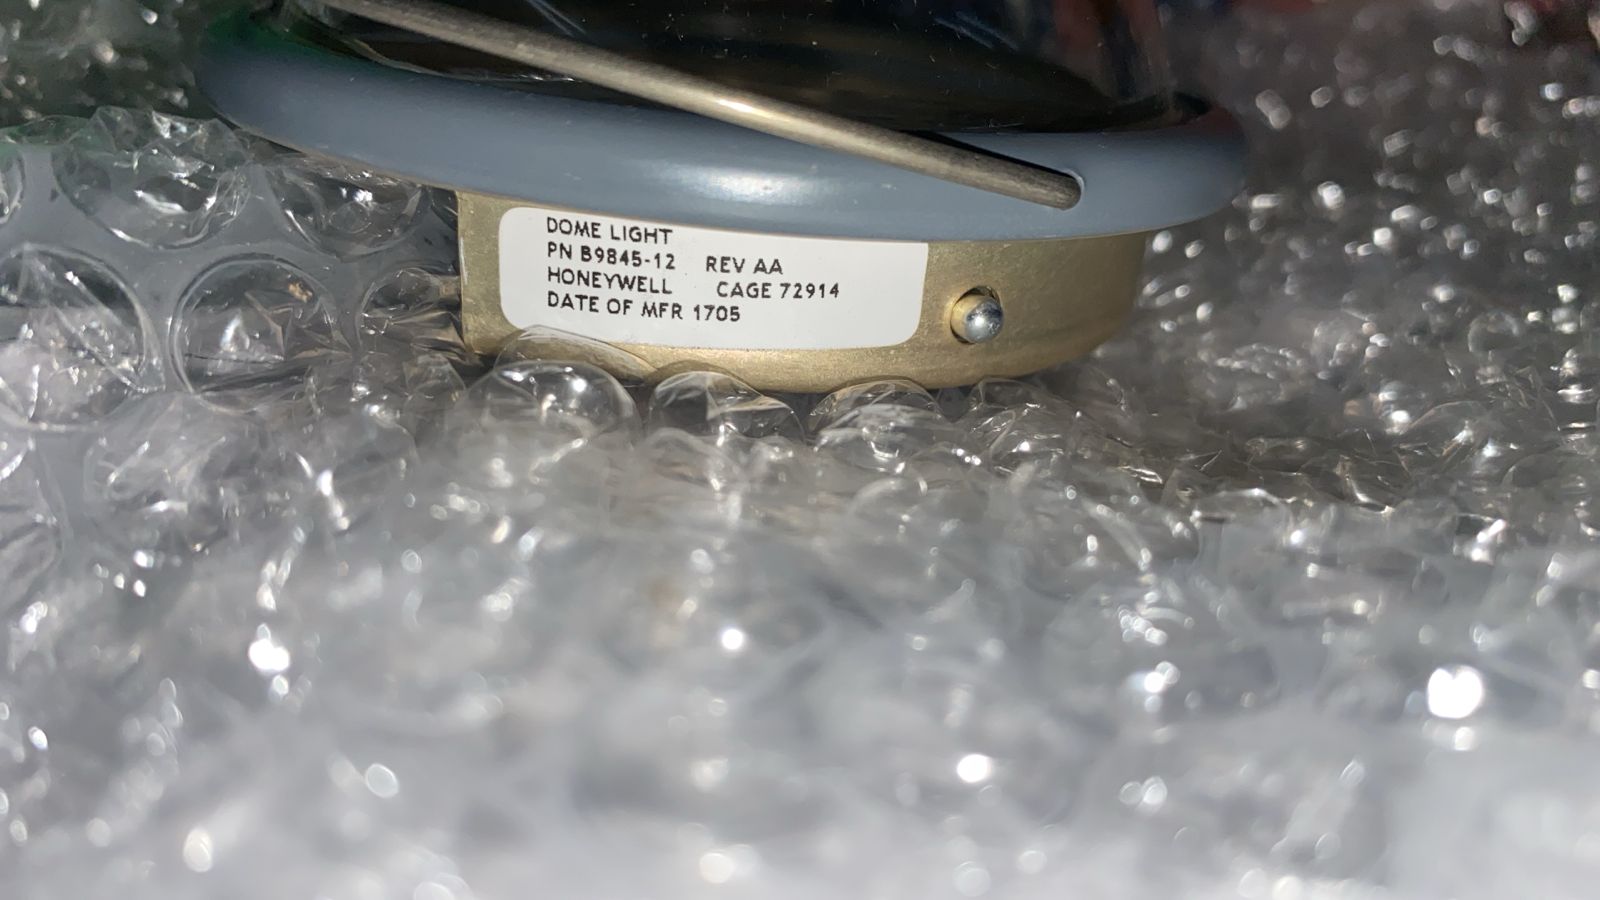 DOME LIGHT
PN B9845-12 REV AA
HONEYWELL CAGE 72914
DATE OF MFR 1705